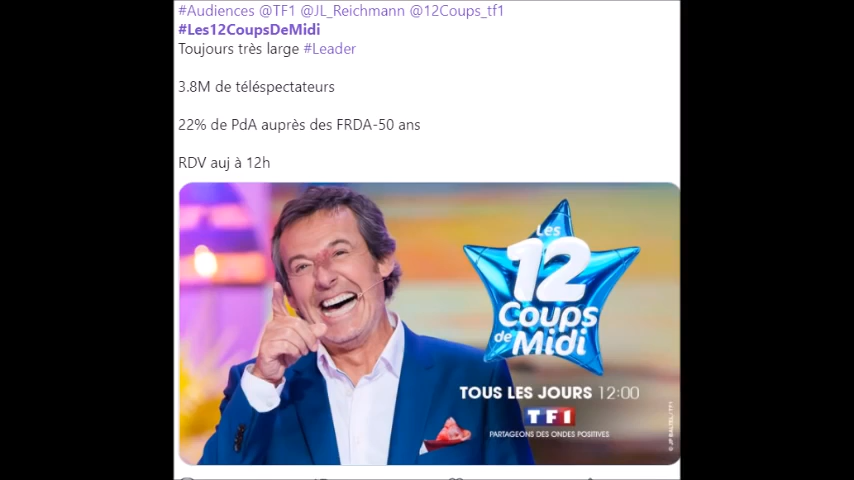 #Audiences @TF1 @JL_Reichmann @12Coups_tf1
#Les12CoupsDeMidi
Toujours très large #Leader
3.8M de téléspectateurs
22% de PdA auprès des FRDA-50 ans
RDV auj à 12h
Les
12
Coups
de Midi
TOUS LES JOURS 12:00
TF1
PARTAGEONS DES ONDES POSITIVES